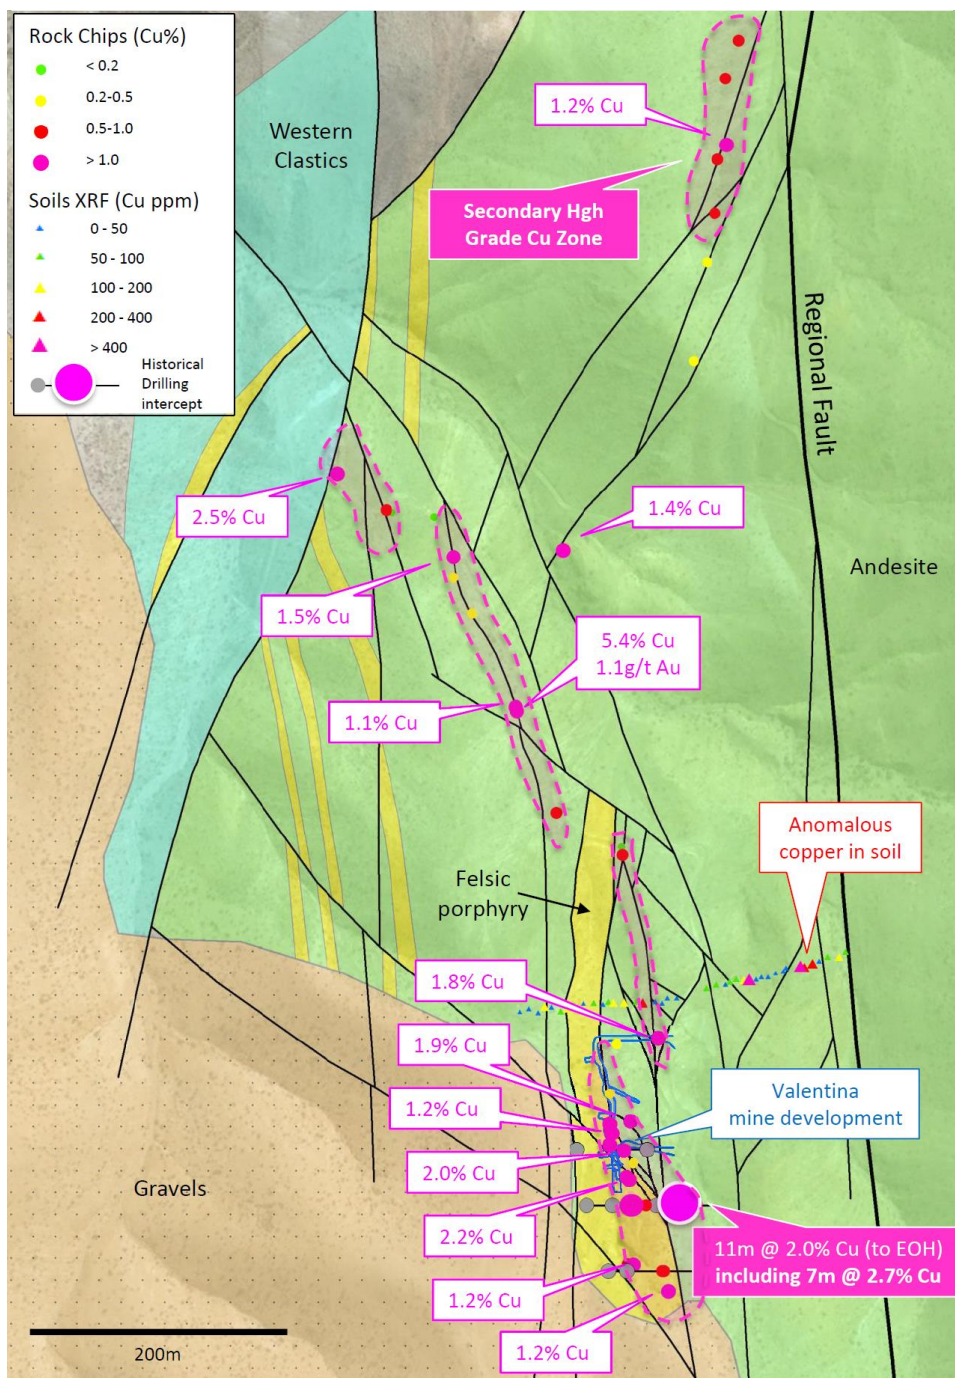 Rock Chips (Cu%)
< 0.2
0.2-0.5
0.5-1.0
> 1.0
Soils XRF (Cu ppm)
0 - 50
50 - 100
100 - 200
200 - 400
> 400
Historical
Drilling
intercept
Western
Clastics
1.2% Cu
Secondary Hgh
Grade Cu Zone
Regional Fault
2.5% Cu
1.4% Cu
Andesite
1.5% Cu
5.4% Cu
1.1g/t Au
1.1% Cu
Anomalous
copper in soil
Felsic
porphyry
1.8% Cu
1.9% Cu
Valentina
mine development
1.2% Cu
2.0% Cu
Gravels
2.2% Cu
11m @ 2.0% Cu (to EOH)
including 7m @ 2.7% Cu
1.2% Cu
1.2% Cu
200m